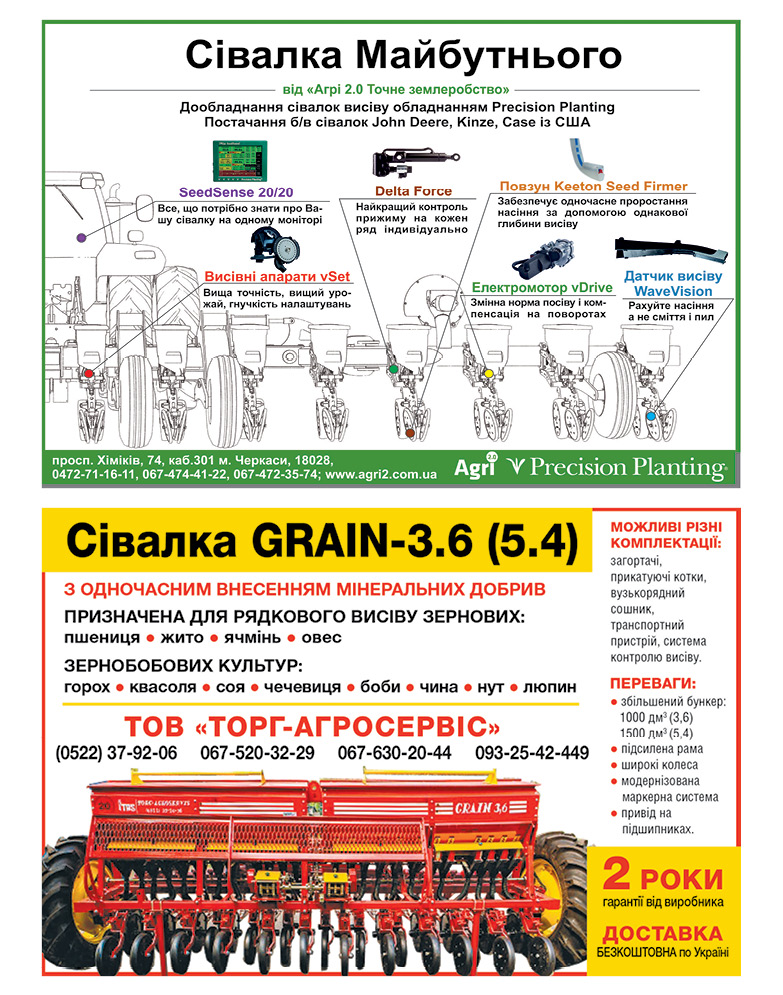 Сівалка Майбутнього
від «Агрі 2.0 Точне землеробство»
Дообладнання сівалок висіву обладнанням Precision Planting
Постачання б/в сівалок John Deere, Kinze, Case із США
SeedSense 20/20
Все, що потрібно знати про Ва-
шу сівалку на одному моніторі
Delta Force
Найкращий контроль
прижиму на кожен
ряд індивідуально
Повзун Keeton Seed Firmer
Забезпечує одночасне проростання
насіння за допомогою однакової
глибини висіву
Висівні апарати vSet
Вища точність, вищий уро-
жай, гнучкість налаштувань
Електромотор vDrive
Змінна норма посіву і ком-
пенсація на поворотах
Датчик висіву
WaveVision
Рахуйте насіння
а не сміття і пил
просп. Хіміків, 74, каб.301 м. Черкаси, 18028,
0472-71-16-11, 067-474-41-22, 067-472-35-74; www.agri2.com.ua
Agri 2.0
Precision Planting
Сівалка GRAIN-3.6 (5.4)
З ОДНОЧАСНИМ ВНЕСЕННЯМ МІНЕРАЛЬНИХ ДОБРИВ
ПРИЗНАЧЕНА ДЛЯ РЯДКОВОГО ВИСІВУ ЗЕРНОВИХ:
пшениця ● жито ● ячмінь ● овес
ЗЕРНОБОБОВИХ КУЛЬТУР:
горох ● квасоля ● соя ● чечевиця ● боби ● чина ● нут ● люпин
ТОВ «ТОРГ-АГРОСЕРВІС»
(0522) 37-92-06 067-520-32-29 067-630-20-44 093-25-42-449
20
TRS
GRAIN 3,6
МОЖЛИВІ РІЗНІ
КОМПЛЕКТАЦІЇ:
загортачі,
прикатуючі котки,
вузькорядний
сошник,
транспортний
пристрій, система
контролю висіву.
ПЕРЕВАГИ:
● збільшений бункер:
1000 дм³ (3,6)
1500 дм³ (5,4)
● підсилена рама
● широкі колеса
● модернізована
маркерна система
● привід на
підшипниках.
2 РОКИ
гарантії від виробника
ДОСТАВКА
БЕЗКОШТОВНА по Україні